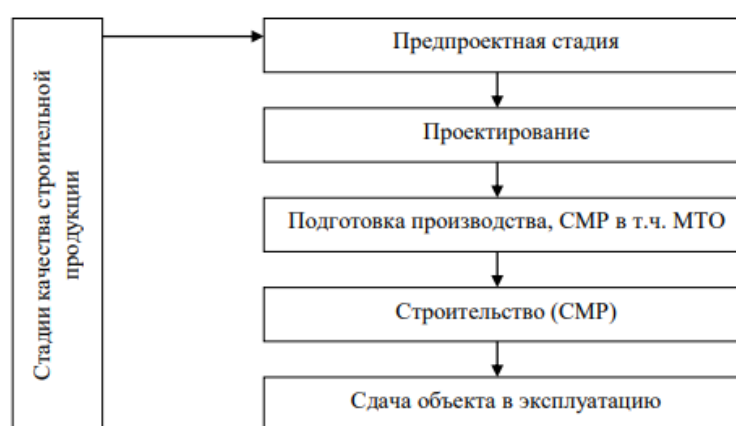 Стадии качества строительной
продукции
Предпроектная стадия
Проектирование
Подготовка производства, СМР в т.ч. МТО
Строительство (СМР)
Сдача объекта в эксплуатацию